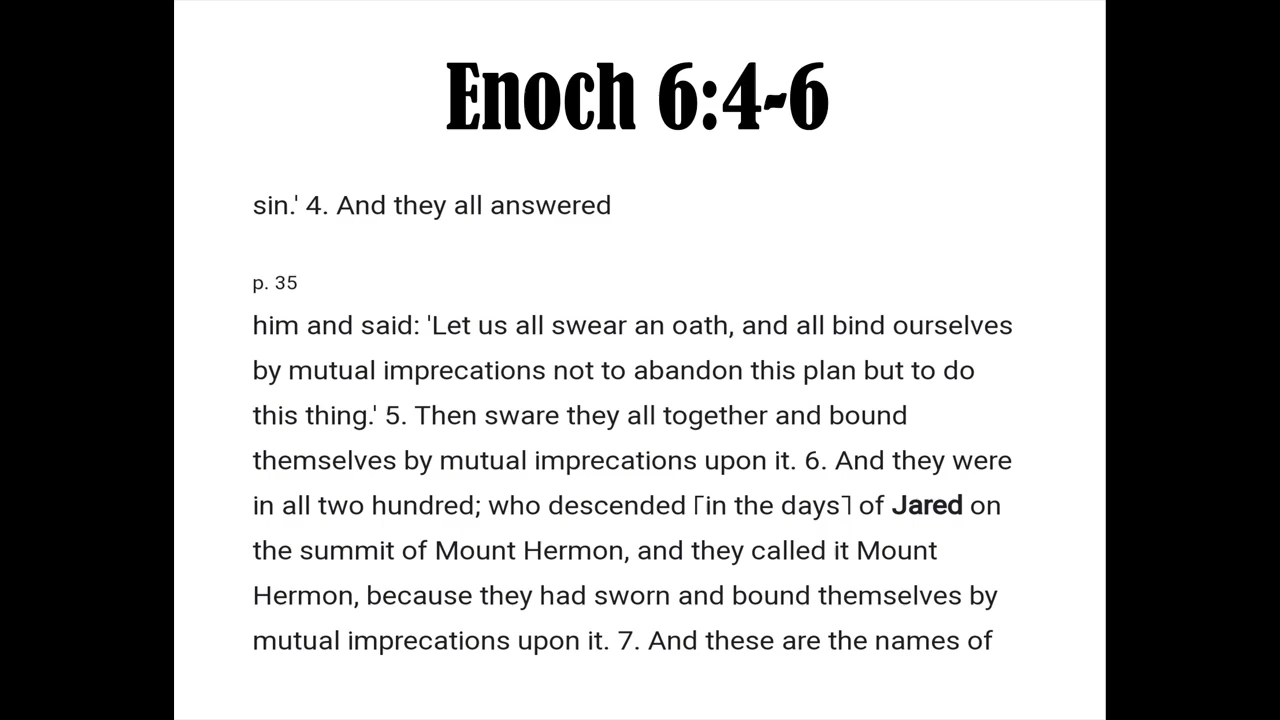 Enoch 6:4-6
sin.' 4. And they all answered
p. 35
him and said: 'Let us all swear an oath, and all bind ourselves
by mutual imprecations not to abandon this plan but to do
this thing.' 5. Then sware they all together and bound
themselves by mutual imprecations upon it. 6. And they were
in all two hundred; who descended ⌈in the days⌉ of Jared on
the summit of Mount Hermon, and they called it Mount
Hermon, because they had sworn and bound themselves by
mutual imprecations upon it. 7. And these are the names of